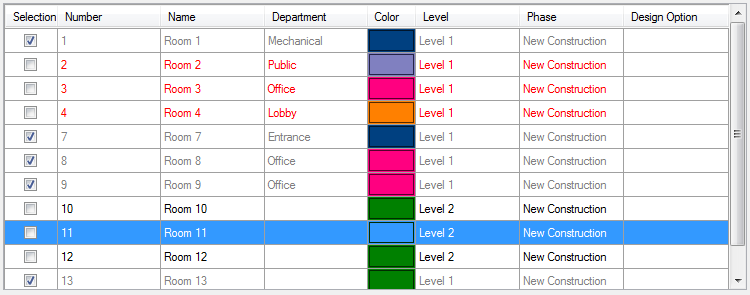 Selection Number Name Department Color Level Phase Design Option
1 Room 1 Mechanical Level 1 New Construction
2 Room 2 Public Level 1 New Construction
3 Room 3 Office Level 1 New Construction
4 Room 4 Lobby Level 1 New Construction
7 Room 7 Entrance Level 1 New Construction
8 Room 8 Office Level 1 New Construction
9 Room 9 Office Level 1 New Construction
10 Room 10 Level 2 New Construction
11 Room 11 Level 2 New Construction
12 Room 12 Level 2 New Construction
13 Room 13 Level 1 New Construction